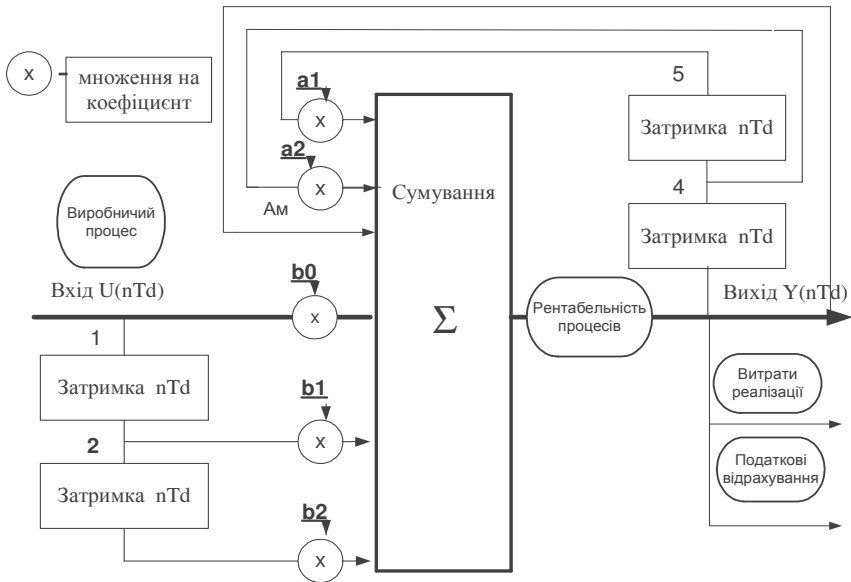 x
множення на
коефіцієнт
a1
x
a2
x
Ам
Сумування
Σ
5
Затримка nTd
4
Затримка nTd
Виробничий
процес
Вхід U(nTd)
b0
x
Рентабельність
процесів
Вихід Y(nTd)
1
Затримка nTd
b1
x
2
Затримка nTd
b2
x
Витрати
реалізації
Податкові
відрахування